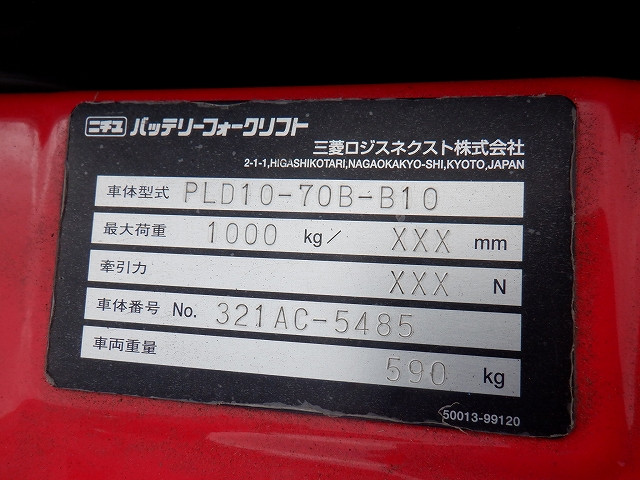 ニチユ バッテリーフォークリフト
三菱ロジスネクスト株式会社
2-1-1,HIGASHIKOTARI,NAGAOKAKYO-SHI,KYOTO,JAPAN
車体型式 PLD10-70B-B10
最大荷重 1000 kg/ XXX mm
牽引力 XXX N
車体番号 No. 321AC-5485
車両重量 590 kg
50013-99120